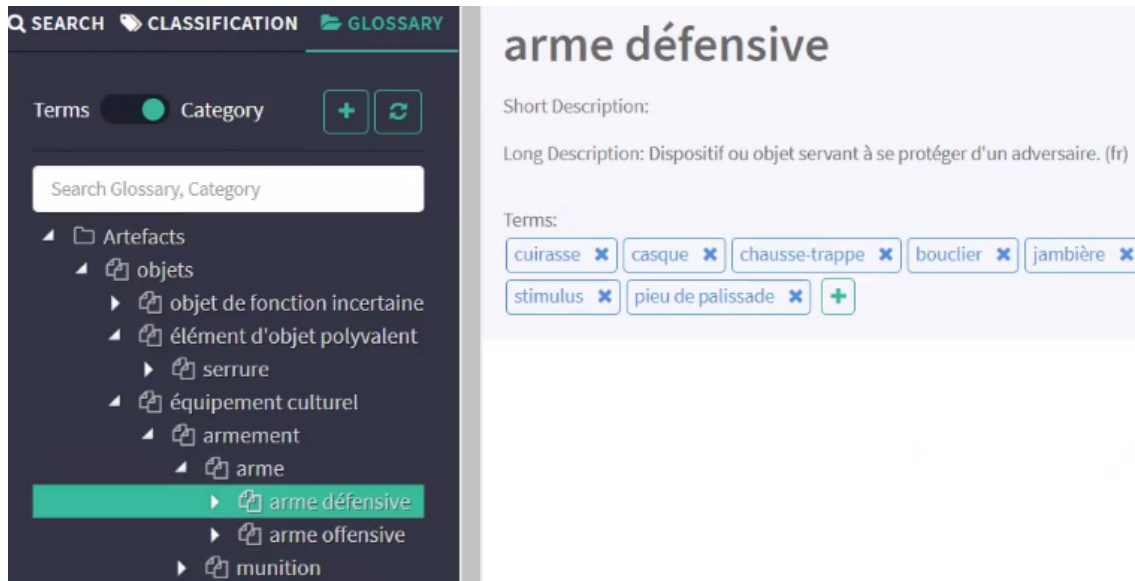 SEARCH CLASSIFICATION GLOSSARY
Terms Category
Search Glossary, Category
Artefacts
objets
objet de fonction incertaine
élément d'objet polyvalent
serrure
équipement culturel
armement
arme
arme défensive
arme offensive
munition
arme défensive
Short Description:
Long Description: Dispositif ou objet servant à se protéger d'un adversaire. (fr)
Terms:
cuirasse casque chausse-trappe bouclier jambière
stimulus pieu de palissade